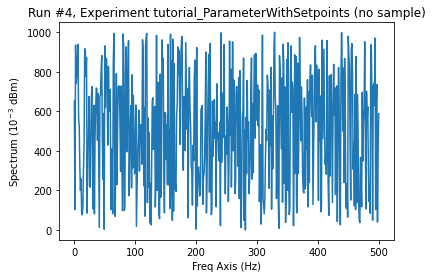 Run #4, Experiment tutorial_ParameterWithSetpoints (no sample)
1000
800
600
400
200
0
Spectrum (10⁻³ dBm)
0 100 200 300 400 500
Freq Axis (Hz)